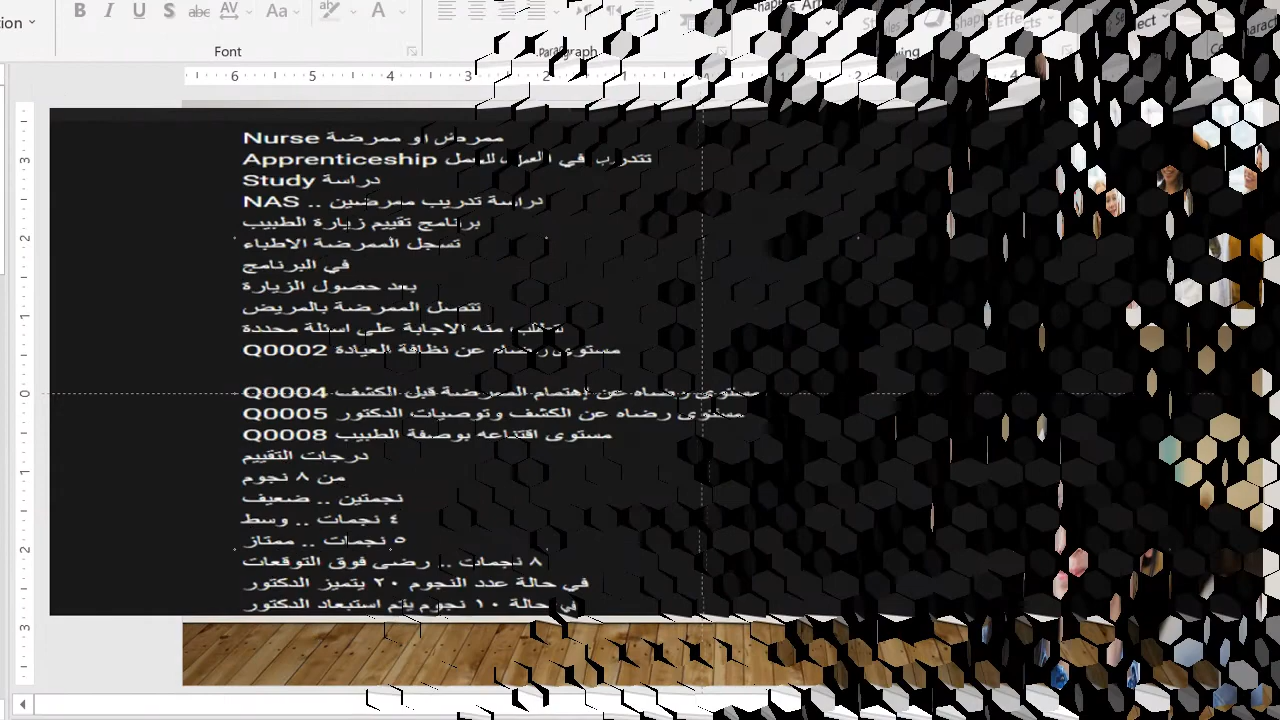 Font
Paragraph
Effects
Nurse ممرض او ممرضة
Apprenticeship تتدرب في العمل للعمل
Study دراسة
NAS .. دراسة تدريب ممرضين
برنامج تقييم زيارة الطبيب
تسجل الممرضة الاطباء
في البرنامج
بعد حصول الزيارة
تتصل الممرضة بالمريض
تطلب منه الاجابة على اسئلة محددة
Q0002 مستوى رضاه عن نظافة العيادة
Q0004 مستوى رضاه عن إهتمام الممرضة قبل الكشف
Q0005 مستوى رضاه عن الكشف وتوصيات الدكتور
Q0008 مستوى اقتناعه بوصفة الطبيب
درجات التقييم
من ٨ نجوم
نجمتين .. ضعيف
٤ نجمات .. وسط
٥ نجمات .. ممتاز
٨ نجمات .. رضى فوق التوقعات
في حالة عدد النجوم ٢٠ يتميز الدكتور
في حالة ١٠ نجوم يتم استبعاد الدكتور